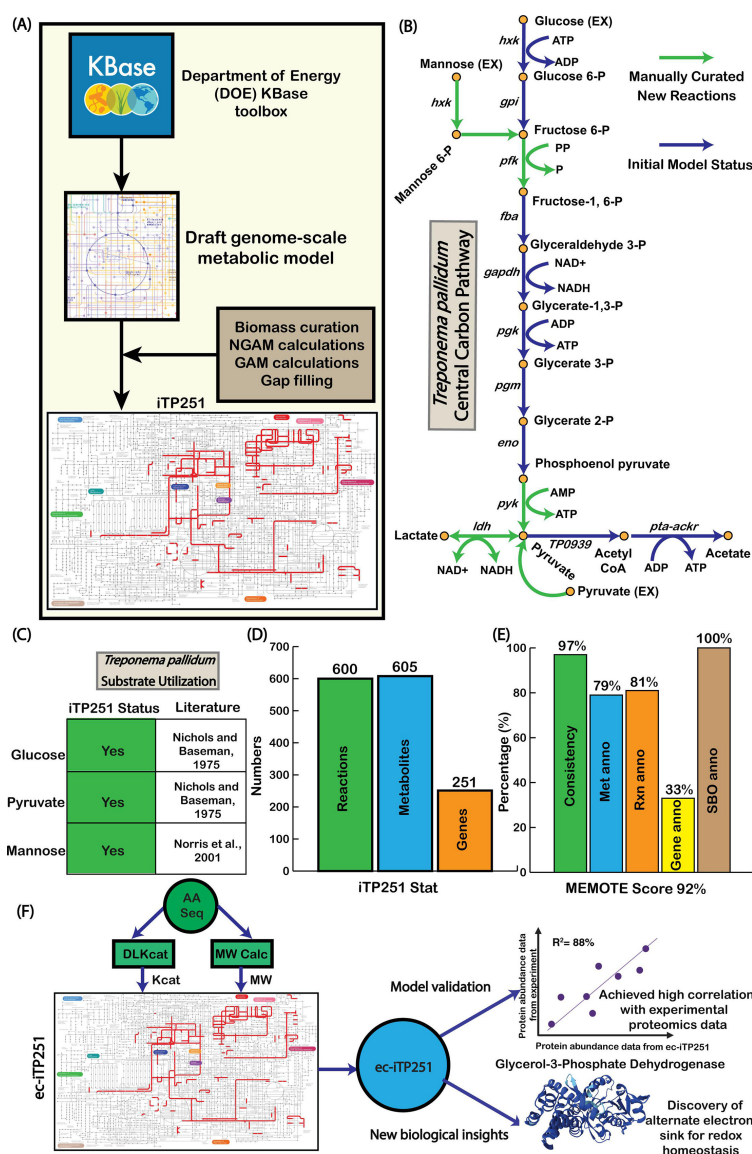 (A)
KBase
Department of Energy
(DOE) KBase
toolbox
Draft genome-scale
metabolic model
Biomass curation
NGAM calculations
GAM calculations
Gap filling
iTP251
(B)
Glucose (EX)
hxk
ATP
ADP
Mannose (EX)
Glucose 6-P
hxk
gpi
Manually Curated
New Reactions
Fructose 6-P
Mannose 6-P
pfk
PP
P
Initial Model Status
Fructose-1, 6-P
fba
Glyceraldehyde 3-P
gapdh
NAD+
NADH
Glycerate-1,3-P
pgk
ADP
ATP
Glycerate 3-P
pgm
Glycerate 2-P
eno
Phosphoenol pyruvate
pyk
AMP
ATP
Treponema pallidum
Central Carbon Pathway
Lactate
ldh
NAD+
NADH
Pyruvate
TP0939
Acetyl
CoA
pta-ackr
ADP
ATP
Acetate
Pyruvate (EX)
(C)
Treponema pallidum
Substrate Utilization
iTP251 Status
Literature
Glucose
Yes
Nichols and
Baseman,
1975
Pyruvate
Yes
Nichols and
Baseman,
1975
Mannose
Yes
Norris et al.,
2001
(D)
Numbers
700
600
500
400
300
200
100
0
600
605
251
Reactions
Metabolites
Genes
iTP251 Stat
(E)
Percentage (%)
100
80
60
40
20
0
97%
79%
81%
33%
100%
Consistency
Met anno
Rxn anno
Gene anno
SBO anno
MEMOTE Score 92%
(F)
AA
Seq
DLKcat
MW Calc
Kcat
MW
ec-iTP251
ec-iTP251
Model validation
New biological insights
R²= 88%
Protein abundance data
from experiment
Achieved high correlation
with experimental
proteomics data
Protein abundance data from ec-iTP251
Glycerol-3-Phosphate Dehydrogenase
Discovery of
alternate electron
sink for redox
homeostasis